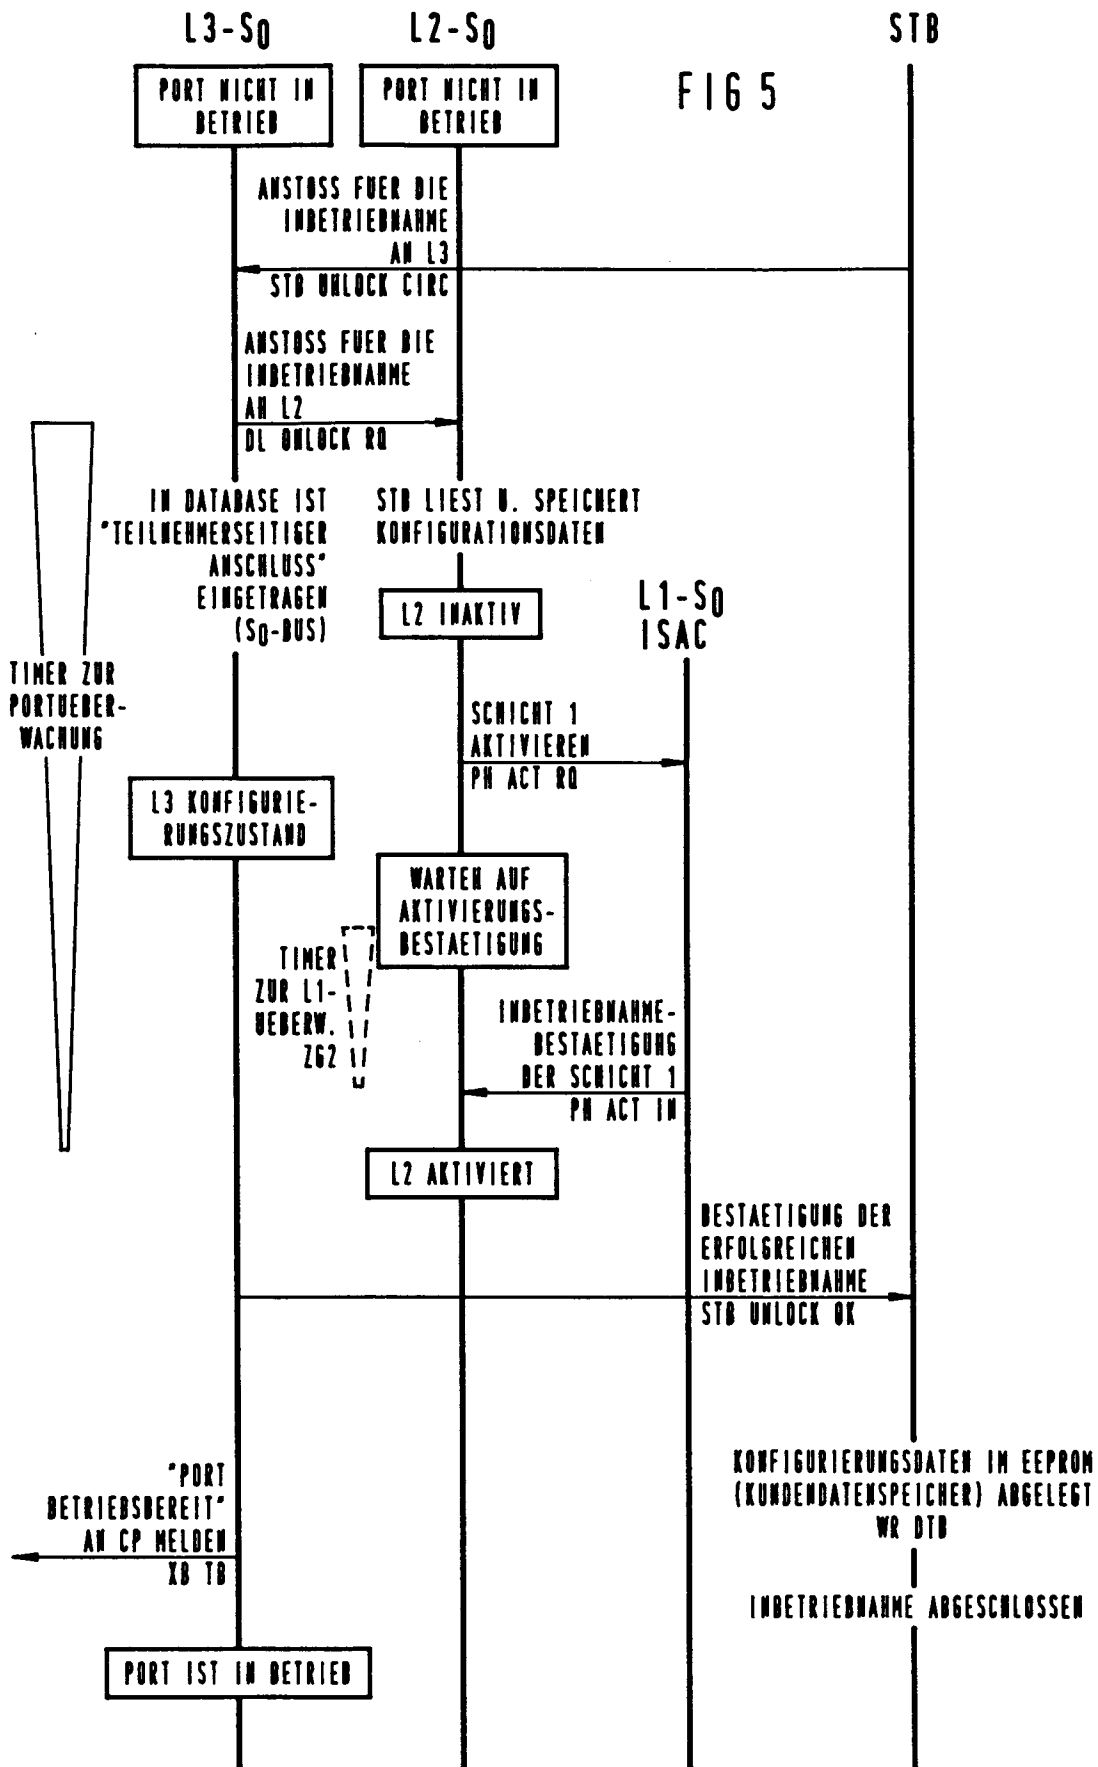 L3-S0
L2-S0
STB
FIG 5
PORT NICHT IN
BETRIEB
PORT NICHT IN
BETRIEB
ANSTOSS FUER DIE
INBETRIEBNAHME
AN L3
STB UNLOCK CIRC
ANSTOSS FUER DIE
INBETRIEBNAHME
AN L2
DL UNLOCK RQ
IN DATABASE IST
"TEILNEHMERSEITIGER
ANSCHLUSS"
EINGETRAGEN
(S0-BUS)
STB LIEST U. SPEICHERT
KONFIGURATIONSDATEN
L2 INAKTIV
L1-S0
ISAC
TIMER ZUR
PORTUEBER-
WACHUNG
SCHICHT 1
AKTIVIEREN
PH ACT RQ
L3 KONFIGURIE-
RUNGSZUSTAND
WARTEN AUF
AKTIVIERUNGS-
BESTAETIGUNG
TIMER
ZUR L1-
UEBERW.
ZG2
INBETRIEBNAHME-
BESTAETIGUNG
DER SCHICHT 1
PH ACT IN
L2 AKTIVIERT
BESTAETIGUNG DER
ERFOLGREICHEN
INBETRIEBNAHME
STB UNLOCK OK
KONFIGURIERUNGSDATEN IM EEPROM
(KUNDENDATENSPEICHER) ABGELEGT
WR DTB
"PORT
BETRIEBSBEREIT"
AN CP MELDEN
XB TB
INBETRIEBNAHME ABGESCHLOSSEN
PORT IST IN BETRIEB